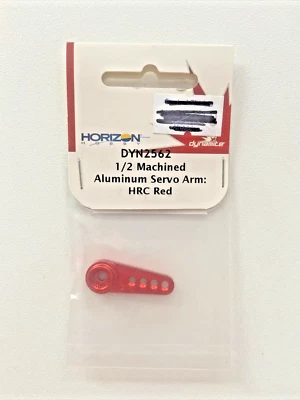 HORIZON
HOBBY
dynamite
DYN2562
1/2 Machined
Aluminum Servo Arm:
HRC Red